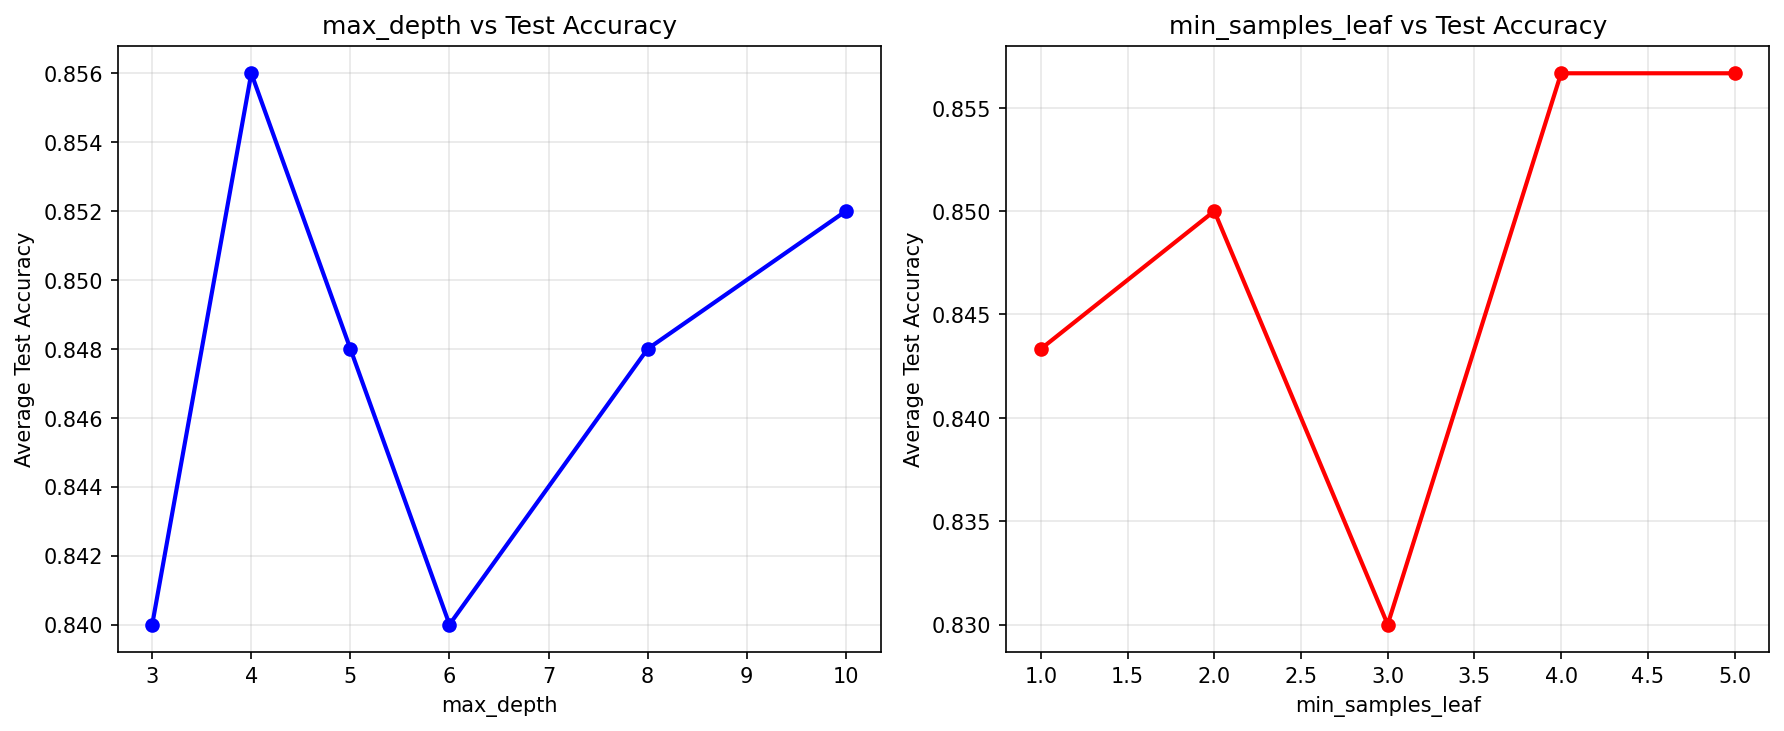 max_depth vs Test Accuracy
Average Test Accuracy
0.856
0.854
0.852
0.850
0.848
0.846
0.844
0.842
0.840
3 4 5 6 7 8 9 10
max_depth
min_samples_leaf vs Test Accuracy
Average Test Accuracy
0.855
0.850
0.845
0.840
0.835
0.830
1.0 1.5 2.0 2.5 3.0 3.5 4.0 4.5 5.0
min_samples_leaf